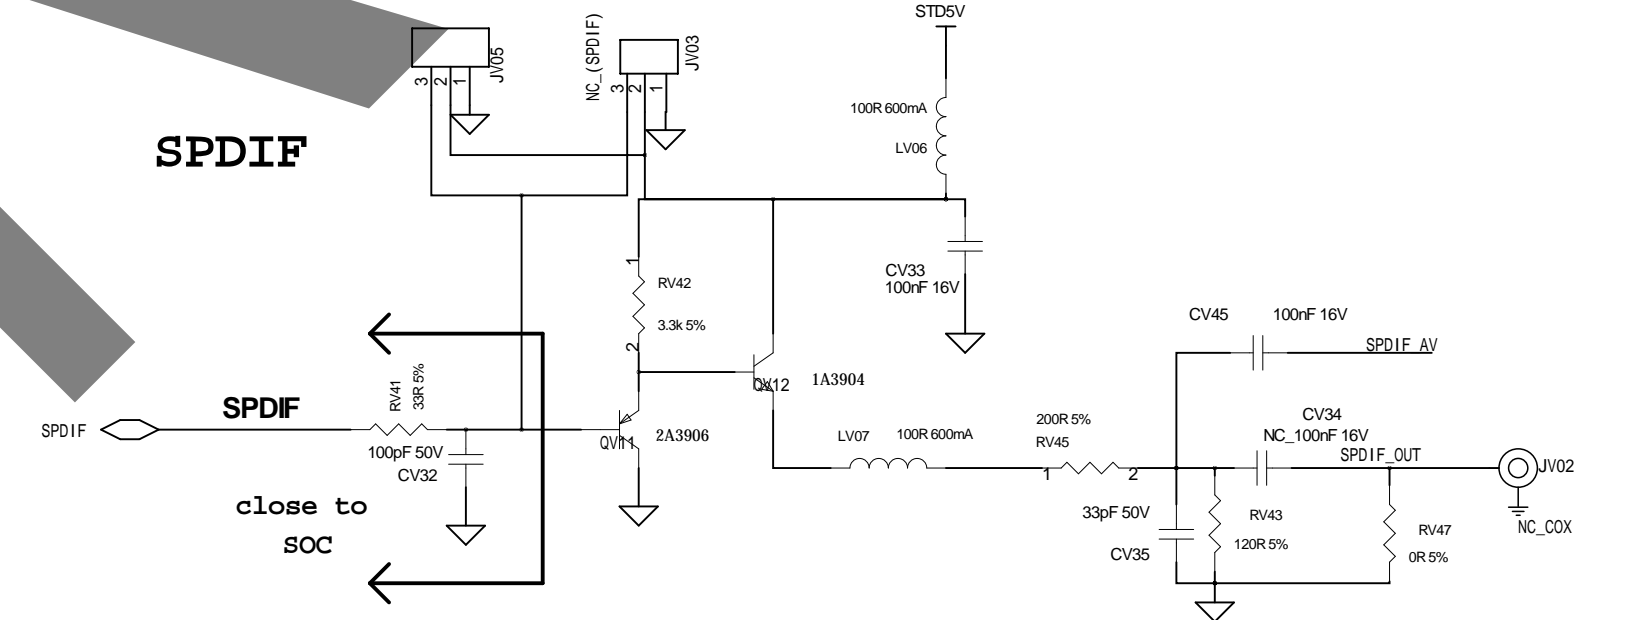 STD5V
JV05
3
2
1
NC_(SPDIF)
JV03
3
2
1
100R 600mA
LV06
SPDIF
1
RV42
3.3k 5%
2
CV33
100nF 16V
CV45
100nF 16V
SPDIF_AV
RV41
33R 5%
QV12
1A3904
SPDIF
SPDIF
100pF 50V
CV32
QV11
2A3906
LV07
100R 600mA
200R 5%
RV45
1
2
CV34
NC_100nF 16V
SPDIF_OUT
JV02
NC_COX
close to
SOC
33pF 50V
CV35
RV43
120R 5%
RV47
0R 5%